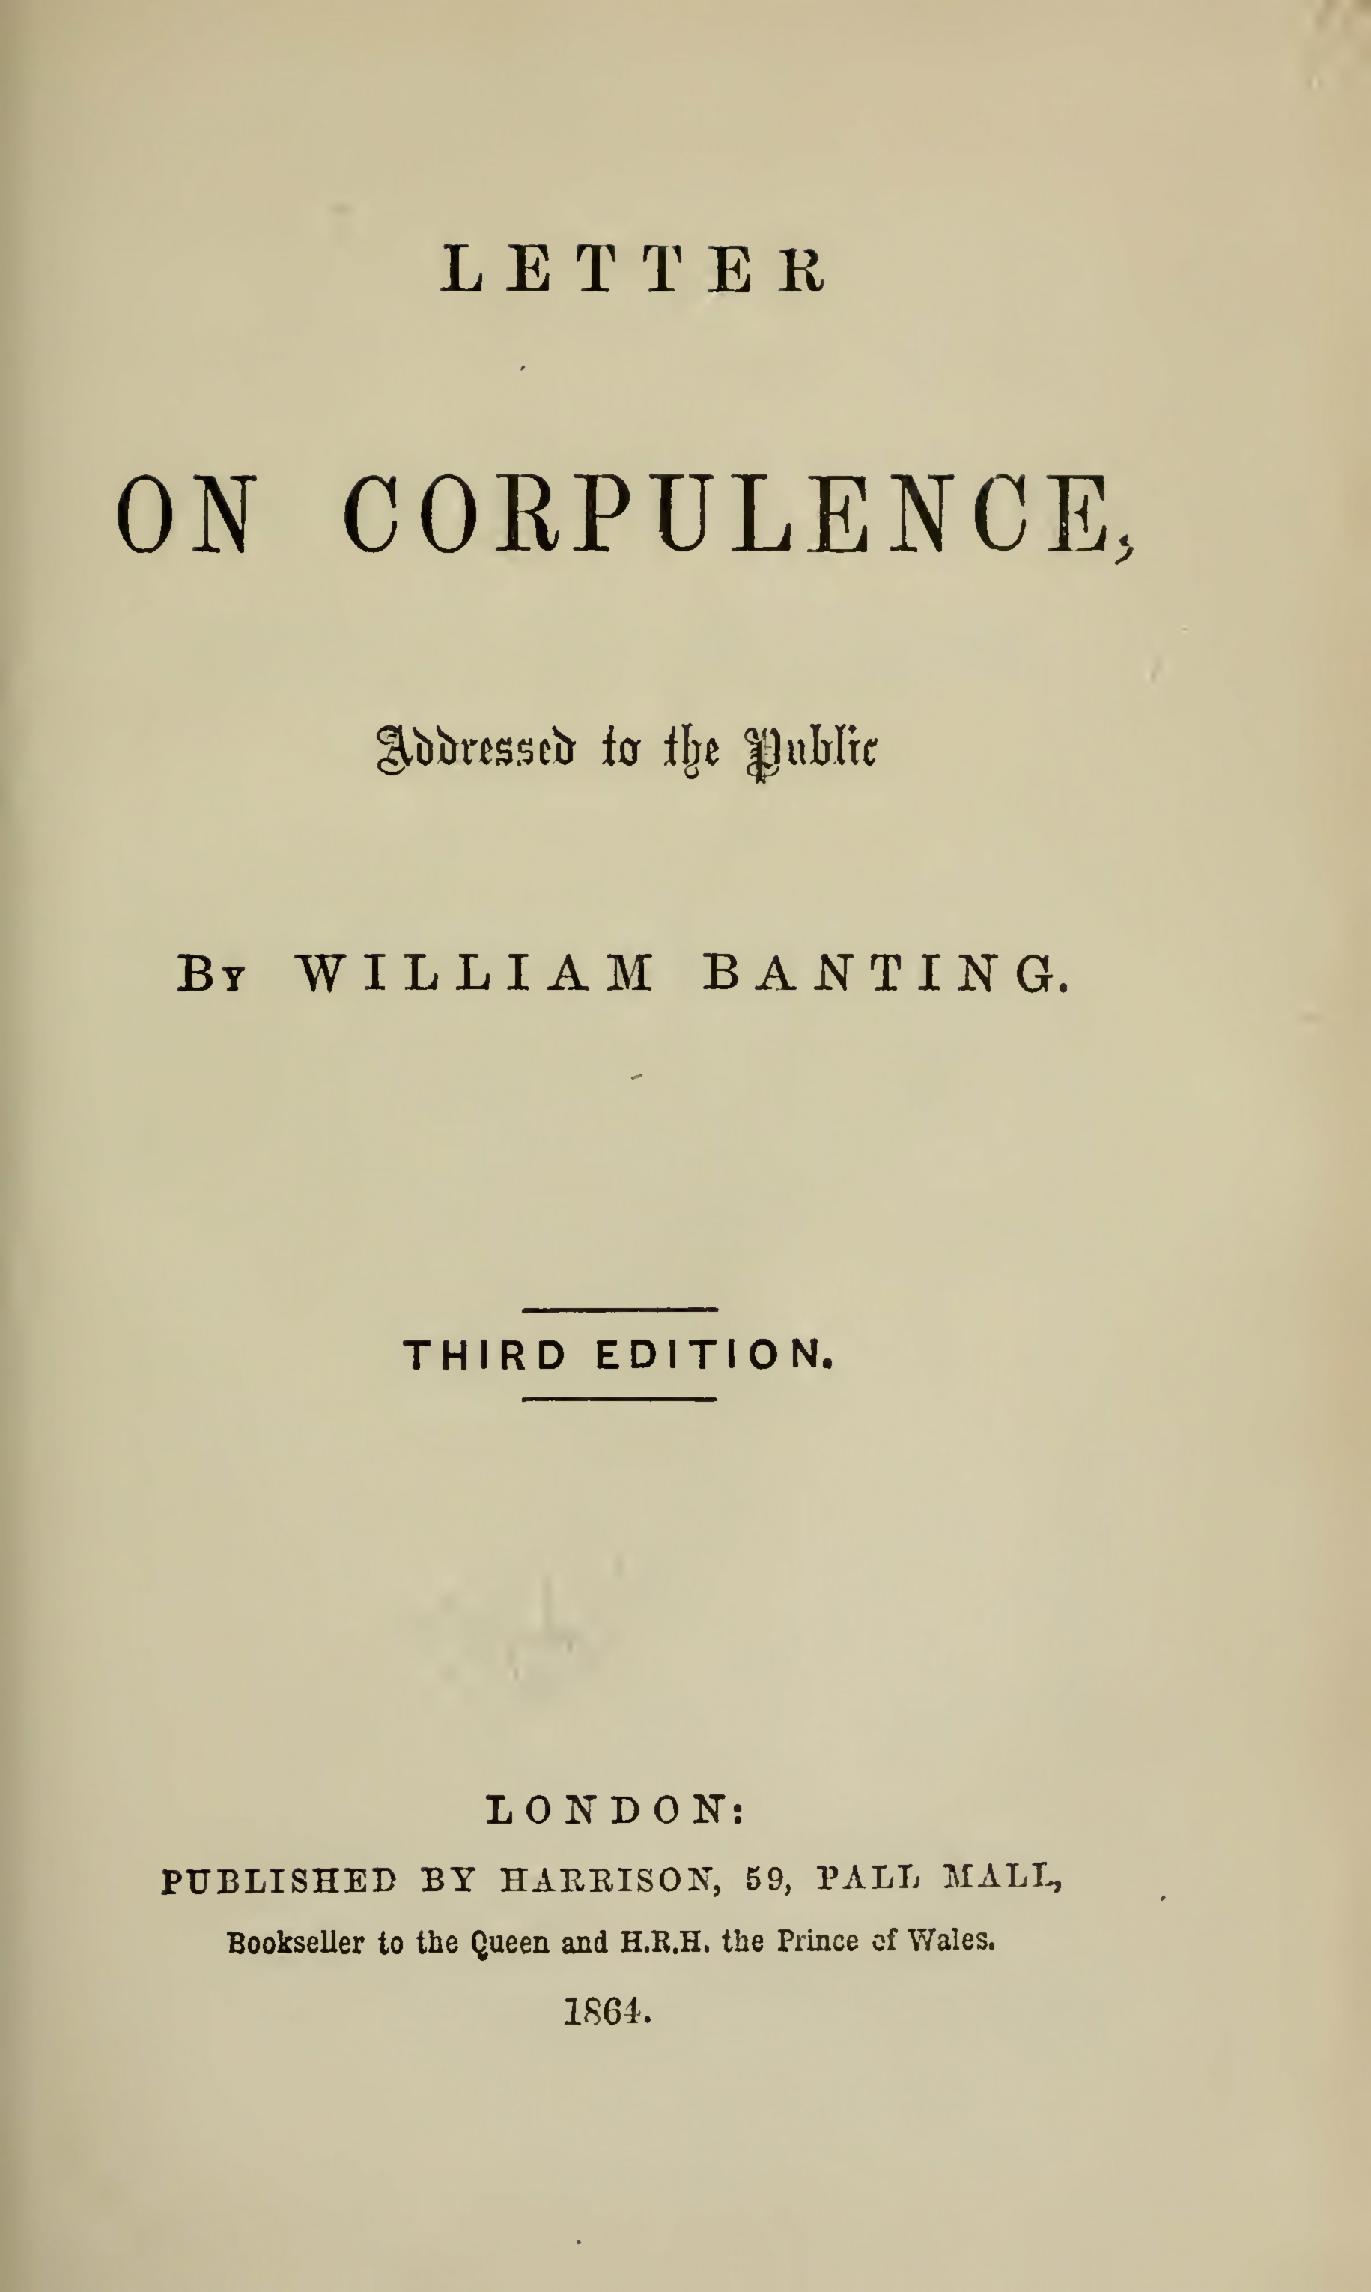 LETTER
ON CORPULENCE,
Addressed to the Public
BY WILLIAM BANTING.
THIRD EDITION.
LONDON:
PUBLISHED BY HARRISON, 59, PALL MALL,
Bookseller to the Queen and H.R.H. the Prince of Wales.
1864.